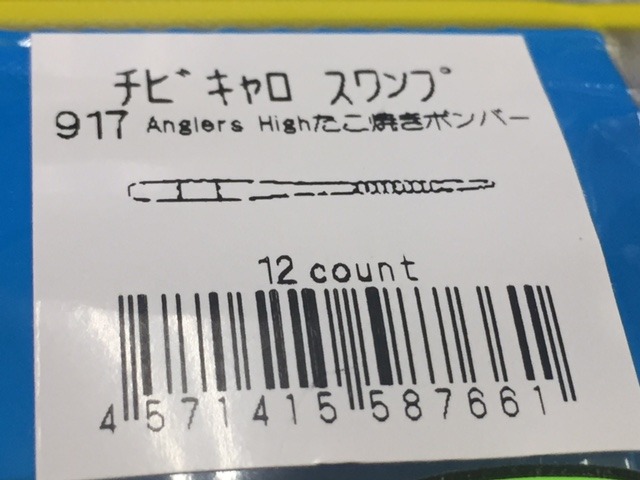 チビキャロ スワンプ
917 Anglers Highたこ焼きボンバー
12 count
4571415587661